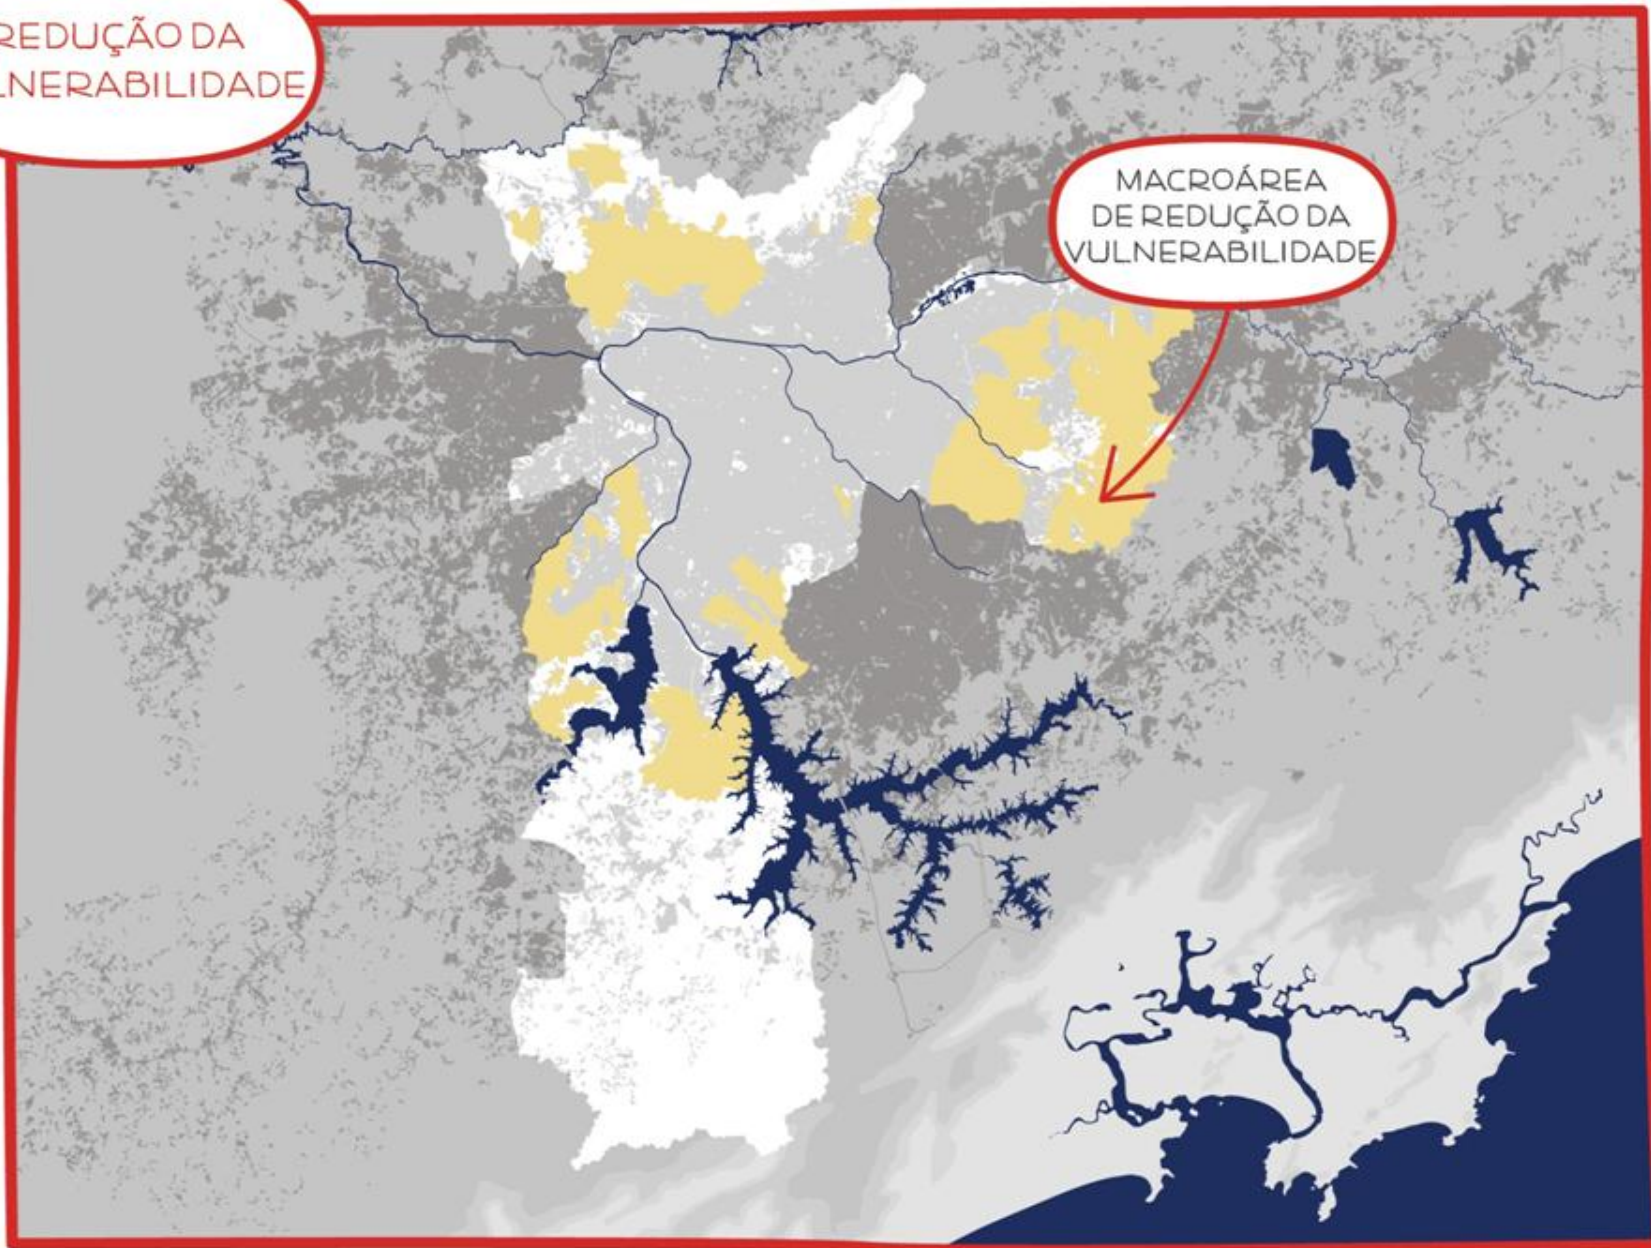 REDUÇÃO DA
LNERABILIDADE
MACROÁREA
DE REDUÇÃO DA
VULNERABILIDADE